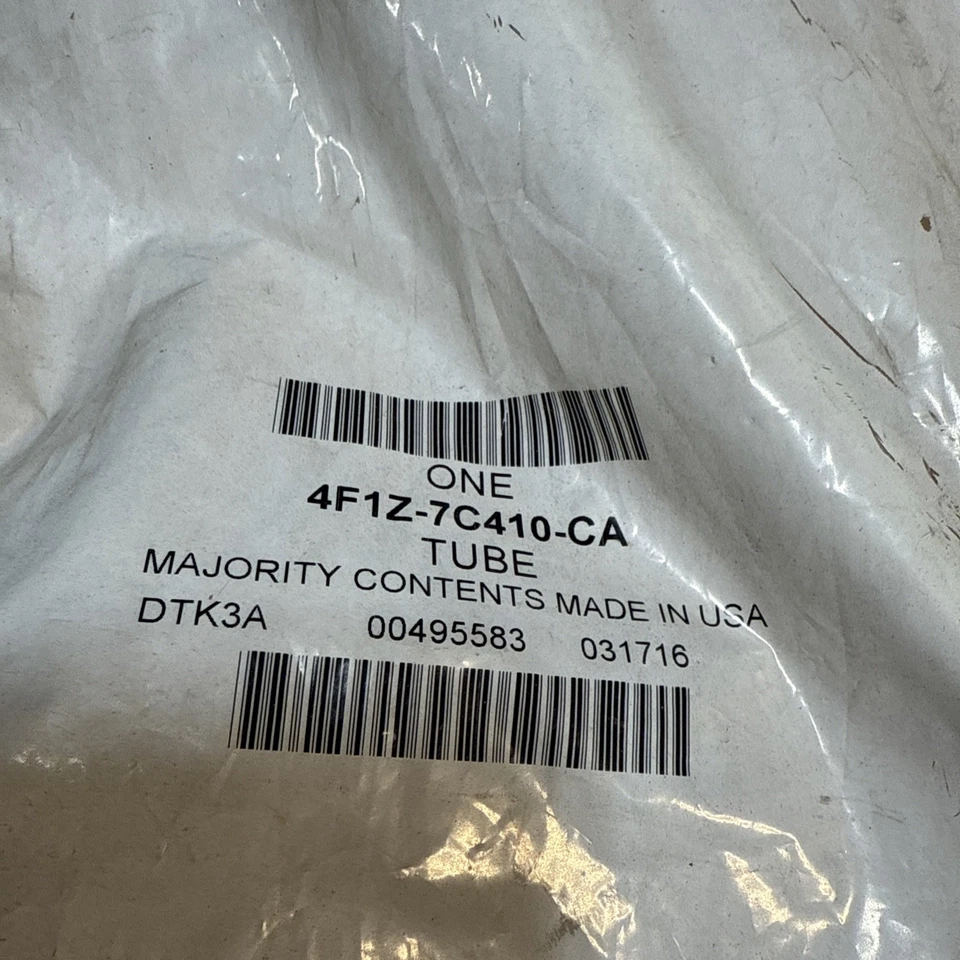 ONE
4F1Z-7C410-CA
TUBE
MAJORITY CONTENTS MADE IN USA
DTK3A 00495583 031716